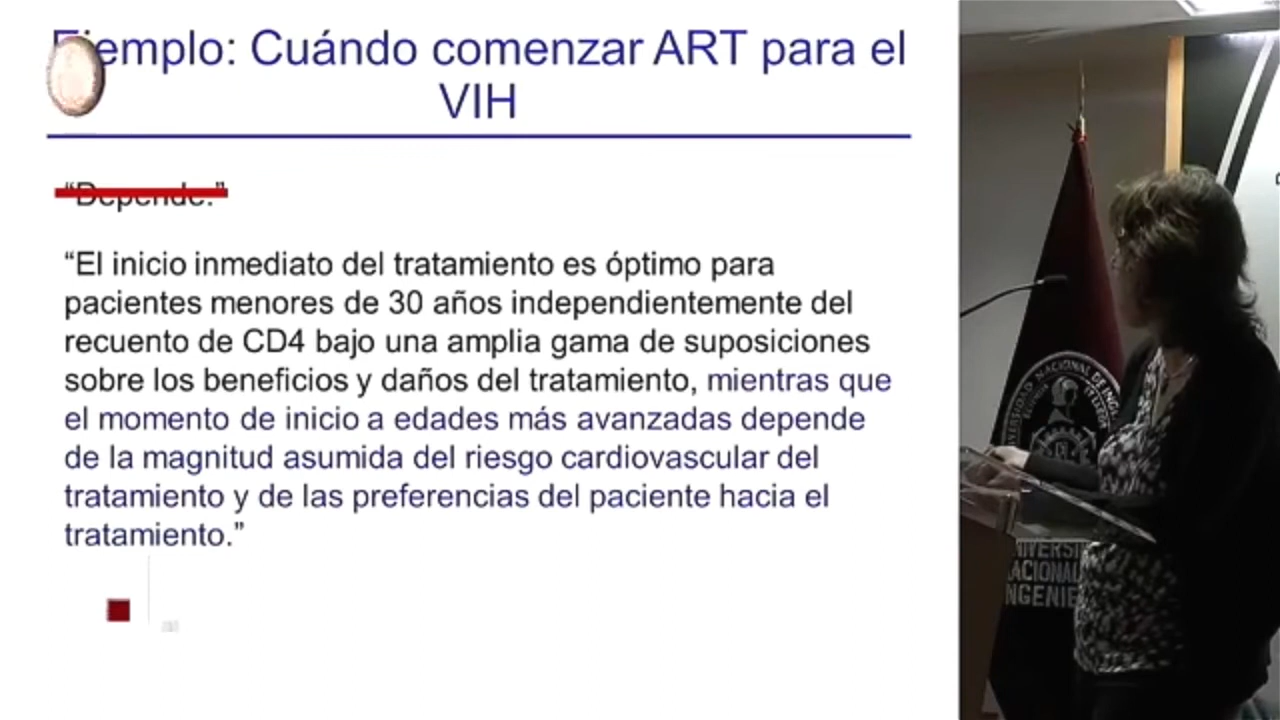 Ejemplo: Cuándo comenzar ART para el
VIH
“Depende.”
“El inicio inmediato del tratamiento es óptimo para
pacientes menores de 30 años independientemente del
recuento de CD4 bajo una amplia gama de suposiciones
sobre los beneficios y daños del tratamiento, mientras que
el momento de inicio a edades más avanzadas depende
de la magnitud asumida del riesgo cardiovascular del
tratamiento y de las preferencias del paciente hacia el
tratamiento.”
NACIONAL DE